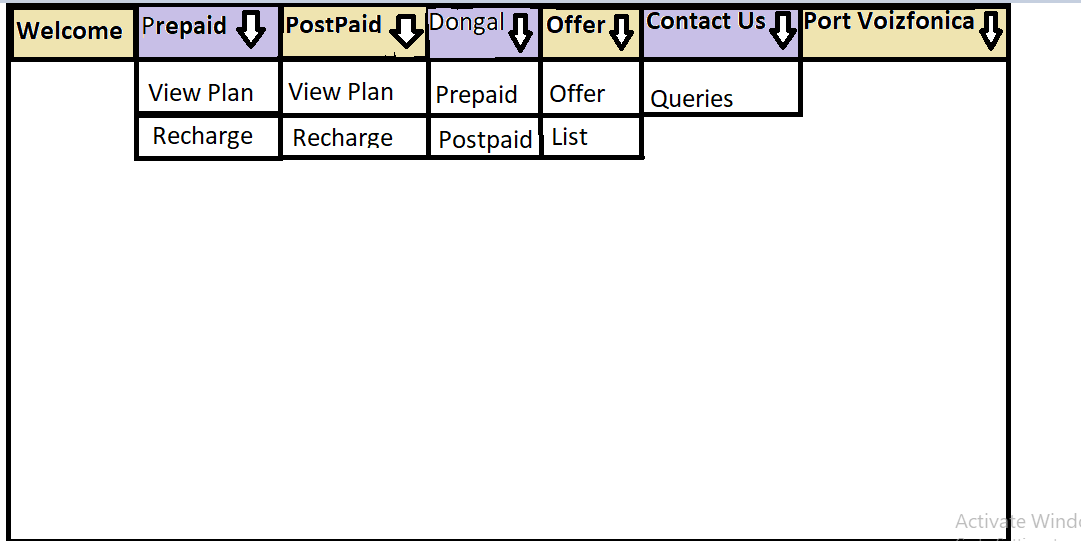 Welcome Prepaid PostPaid Dongal Offer Contact Us Port Voizfonica
View Plan View Plan Prepaid Offer Queries
Recharge Recharge Postpaid List
Activate Windo